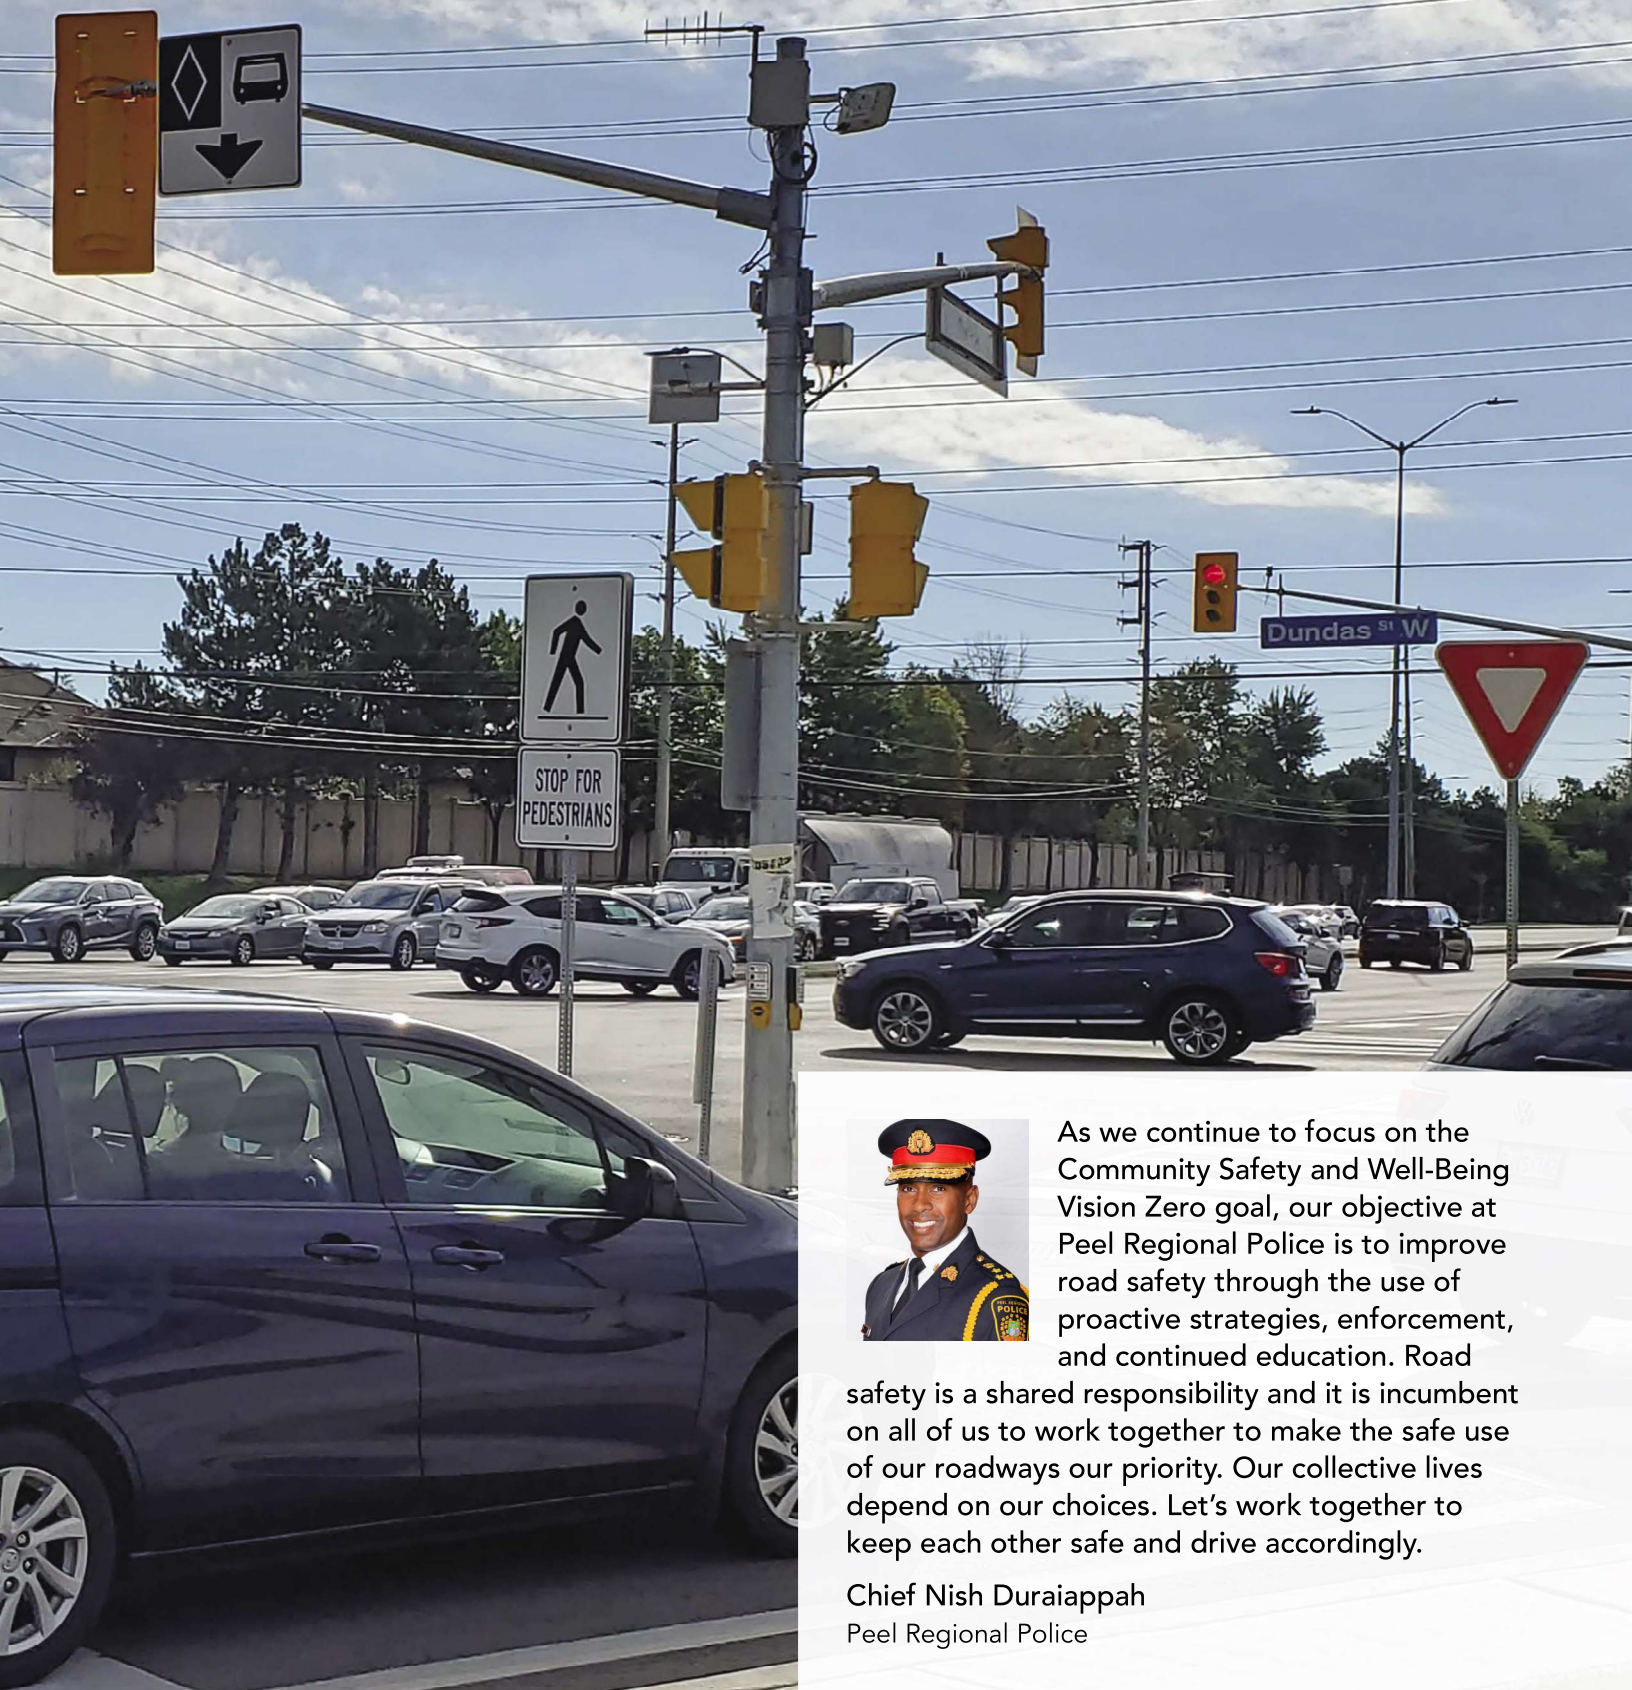 Dundas St W
STOP FOR
PEDESTRIANS
POLICE
As we continue to focus on the
Community Safety and Well-Being
Vision Zero goal, our objective at
Peel Regional Police is to improve
road safety through the use of
proactive strategies, enforcement,
and continued education. Road
safety is a shared responsibility and it is incumbent
on all of us to work together to make the safe use
of our roadways our priority. Our collective lives
depend on our choices. Let’s work together to
keep each other safe and drive accordingly.
Chief Nish Duraiappah
Peel Regional Police